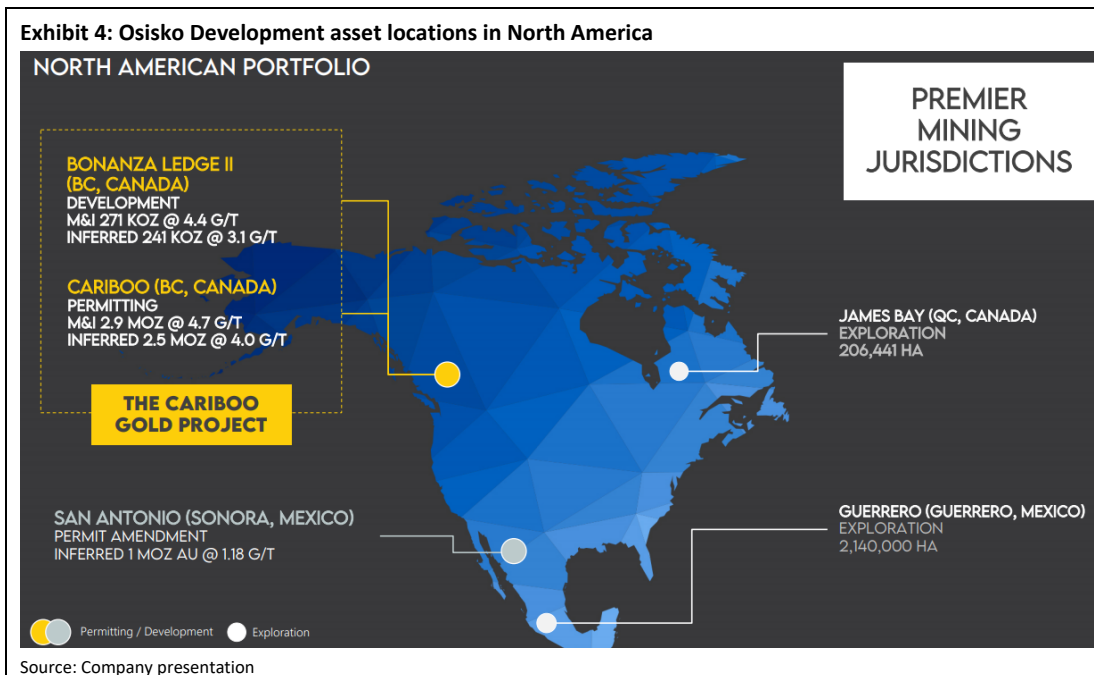 Exhibit 4: Osisko Development asset locations in North America
NORTH AMERICAN PORTFOLIO
PREMIER
MINING
JURISDICTIONS
BONANZA LEDGE II
(BC, CANADA)
DEVELOPMENT
M&I 271 KOZ @ 4.4 G/T
INFERRED 241 KOZ @ 3.1 G/T
CARIBOO (BC, CANADA)
PERMITTING
M&I 2.9 MOZ @ 4.7 G/T
INFERRED 2.5 MOZ @ 4.0 G/T
THE CARIBOO
GOLD PROJECT
JAMES BAY (QC, CANADA)
EXPLORATION
206,441 HA
SAN ANTONIO (SONORA, MEXICO)
PERMIT AMENDMENT
INFERRED 1 MOZ AU @ 1.18 G/T
GUERRERO (GUERRERO, MEXICO)
EXPLORATION
2,140,000 HA
Permitting / Development
Exploration
Source: Company presentation